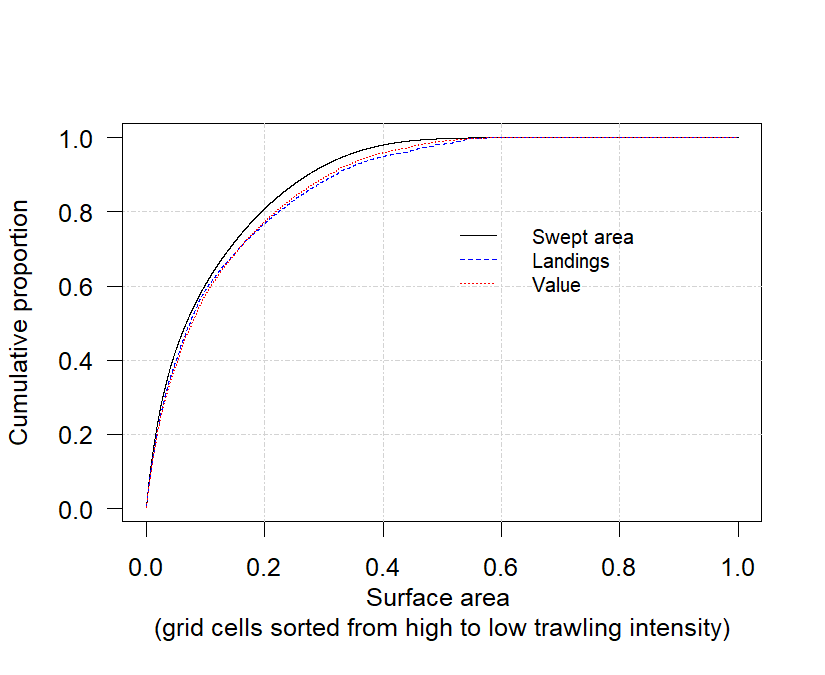 1.0
0.8
0.6
0.4
0.2
0.0
Cumulative proportion
Swept area
Landings
Value
0.0 0.2 0.4 0.6 0.8 1.0
Surface area
(grid cells sorted from high to low trawling intensity)